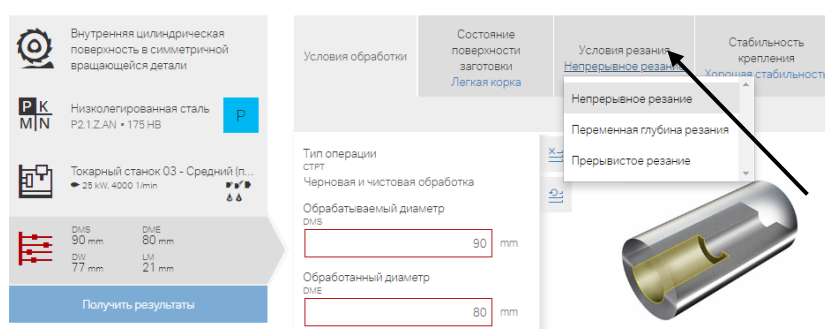 Внутренняя цилиндрическая
поверхность в симметричной
вращающейся детали
P K
M N
Низколегированная сталь
P2.1.Z.AN • 175 HB
P
Токарный станок 03 - Средний (п...
25 kW, 4000 1/min
DMS
90 mm
DME
80 mm
DW
77 mm
LM
21 mm
Получить результаты
Условия обработки
Состояние
поверхности
заготовки
Легкая корка
Условия резания
Непрерывное резание
Стабильность
крепления
Хорошая стабильность
Непрерывное резание
Переменная глубина резания
Прерывистое резание
Тип операции
CTPT
Черновая и чистовая обработка
Обрабатываемый диаметр
DMS
90 mm
Обработанный диаметр
DME
80 mm